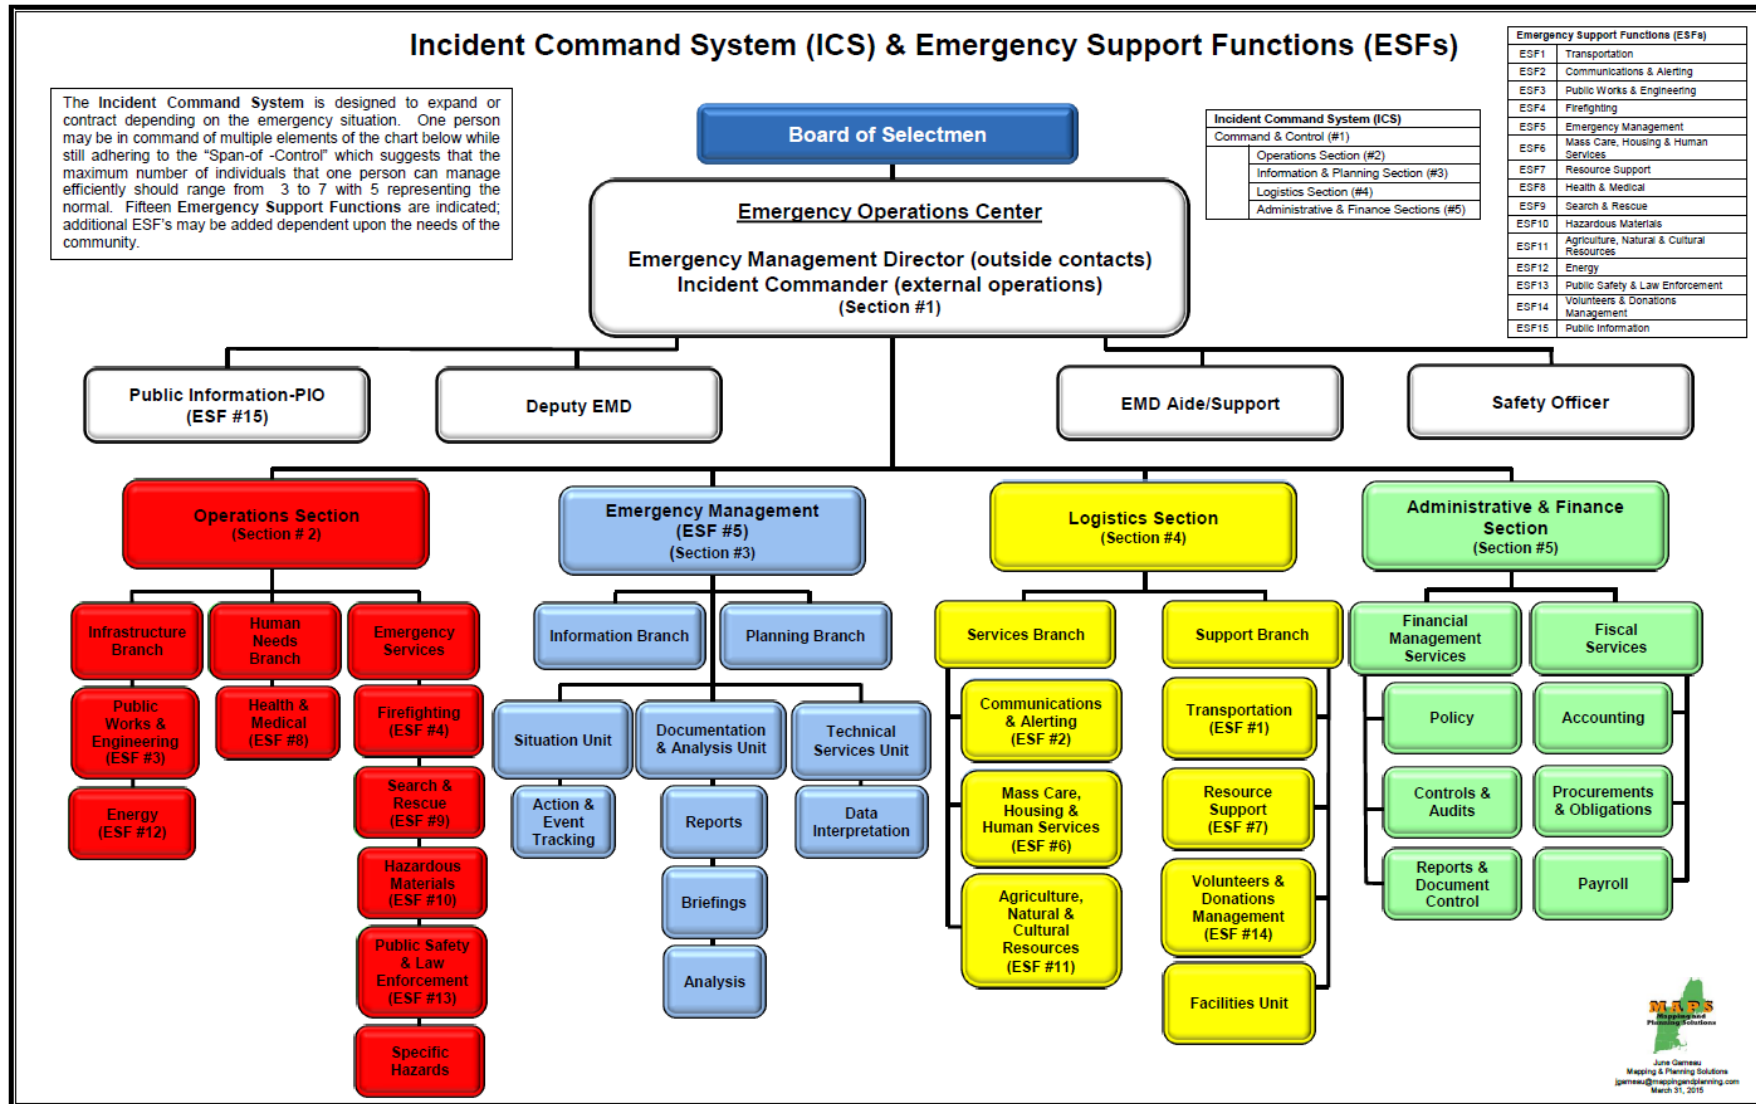 Incident Command System (ICS) & Emergency Support Functions (ESFs)
The Incident Command System is designed to expand or
contract depending on the emergency situation. One person
may be in command of multiple elements of the chart below while
still adhering to the “Span-of -Control” which suggests that the
maximum number of individuals that one person can manage
efficiently should range from 3 to 7 with 5 representing the
normal. Fifteen Emergency Support Functions are indicated;
additional ESF's may be added dependent upon the needs of the
community.
Board of Selectmen
Incident Command System (ICS)
Command & Control (#1)
Operations Section (#2)
Information & Planning Section (#3)
Logistics Section (#4)
Administrative & Finance Sections (#5)
Emergency Support Functions (ESFs)
ESF1 Transportation
ESF2 Communications & Alerting
ESF3 Public Works & Engineering
ESF4 Firefighting
ESF5 Emergency Management
ESF6 Mass Care, Housing & Human
Services
ESF7 Resource Support
ESF8 Health & Medical
ESF9 Search & Rescue
ESF10 Hazardous Materials
ESF11 Agriculture, Natural & Cultural
Resources
ESF12 Energy
ESF13 Public Safety & Law Enforcement
ESF14 Volunteers & Donations
Management
ESF15 Public Information
Emergency Operations Center
Emergency Management Director (outside contacts)
Incident Commander (external operations)
(Section #1)
Public Information-PIO
(ESF #15)
Deputy EMD
EMD Aide/Support
Safety Officer
Operations Section
(Section # 2)
Emergency Management
(ESF #5)
(Section #3)
Logistics Section
(Section #4)
Administrative & Finance
Section
(Section #5)
Infrastructure
Branch
Human
Needs
Branch
Emergency
Services
Public
Works &
Engineering
(ESF #3)
Health &
Medical
(ESF #8)
Firefighting
(ESF #4)
Energy
(ESF #12)
Search &
Rescue
(ESF #9)
Hazardous
Materials
(ESF #10)
Public Safety
& Law
Enforcement
(ESF #13)
Specific
Hazards
Information Branch
Planning Branch
Situation Unit
Documentation
& Analysis Unit
Technical
Services Unit
Action &
Event
Tracking
Reports
Data
Interpretation
Briefings
Analysis
Services Branch
Support Branch
Communications
& Alerting
(ESF #2)
Transportation
(ESF #1)
Mass Care,
Housing &
Human Services
(ESF #6)
Resource
Support
(ESF #7)
Agriculture,
Natural &
Cultural
Resources
(ESF #11)
Volunteers &
Donations
Management
(ESF #14)
Facilities Unit
Financial
Management
Services
Fiscal
Services
Policy
Accounting
Controls &
Audits
Procurements
& Obligations
Reports &
Document
Control
Payroll
MAPS
Mapping and
Planning Solutions
June Garneau
Mapping & Planning Solutions
jgarneau@mappingandplanning.com
March 31, 2015